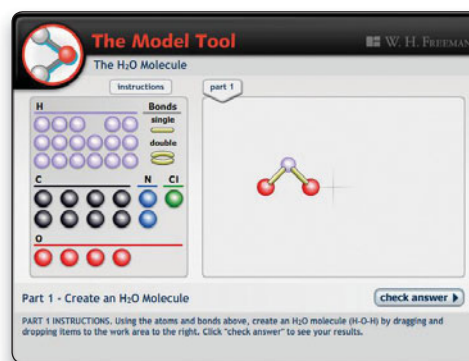 The Model Tool
W. H. FREEMAN
The H₂O Molecule
instructions
part 1
H
Bonds
single
double
C
N
Cl
O
Part 1 - Create an H₂O Molecule
check answer
PART 1 INSTRUCTIONS. Using the atoms and bonds above, create an H₂O molecule (H-O-H) by dragging and
dropping items to the work area to the right. Click "check answer" to see your results.